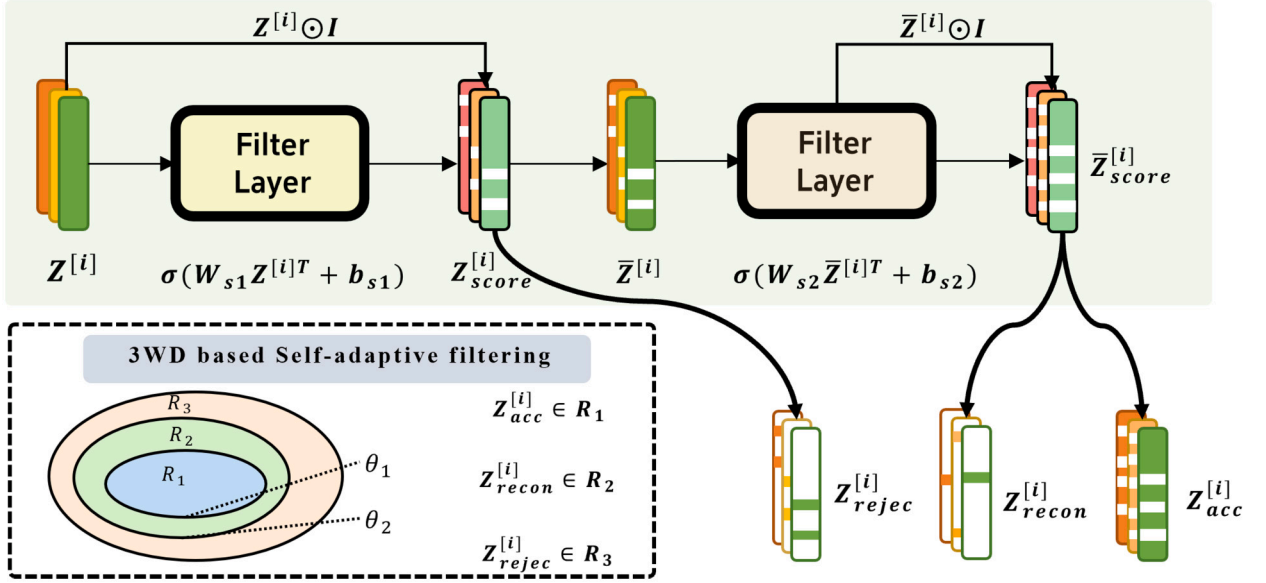 Z^{[i]}⊙I
Z̅^{[i]}⊙I
Filter
Layer
Filter
Layer
Z̅^{[i]}_{score}
Z^{[i]}
σ(W_{s1}Z^{[i]T} + b_{s1})
Z^{[i]}_{score}
Z̅^{[i]}
σ(W_{s2}Z̅^{[i]T} + b_{s2})
3WD based Self-adaptive filtering
R_3
R_2
R_1
θ_1
θ_2
Z^{[i]}_{acc} ∈ R_1
Z^{[i]}_{recon} ∈ R_2
Z^{[i]}_{rejec} ∈ R_3
Z^{[i]}_{rejec}
Z^{[i]}_{recon}
Z^{[i]}_{acc}